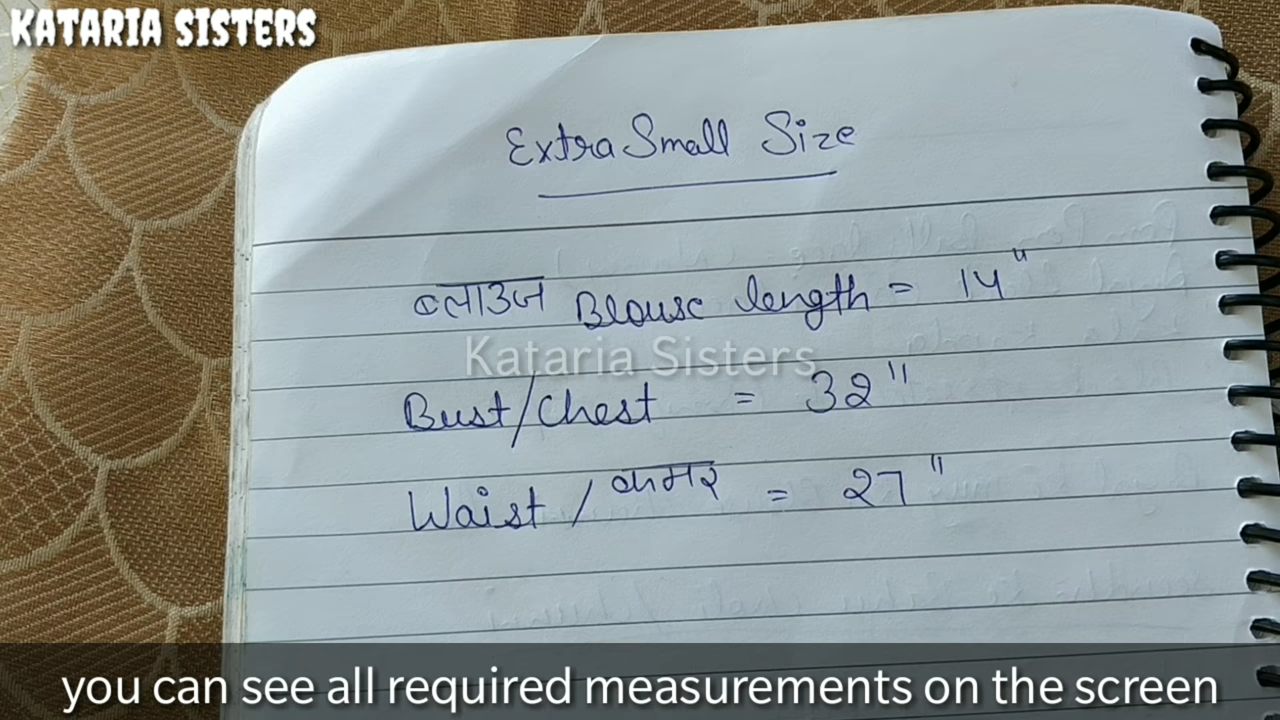 KATARIA SISTERS
Extra Small Size
ब्लाउज Blouse length = 14"
Kataria Sisters
Bust/Chest = 32"
Waist / कमर = 27"
you can see all required measurements on the screen